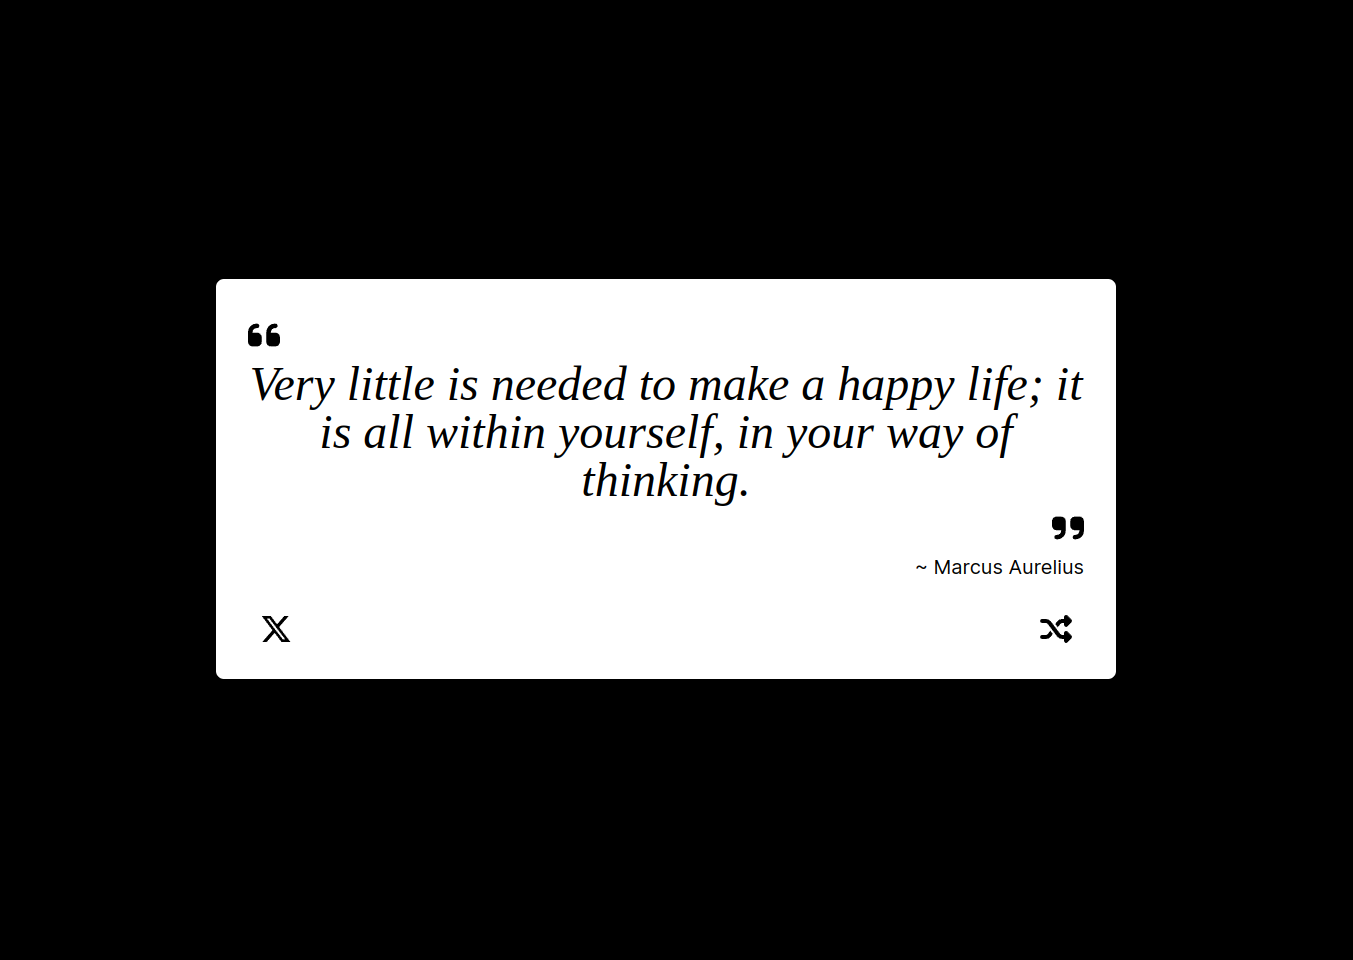 “
Very little is needed to make a happy life; it
is all within yourself, in your way of
thinking.
”
~ Marcus Aurelius